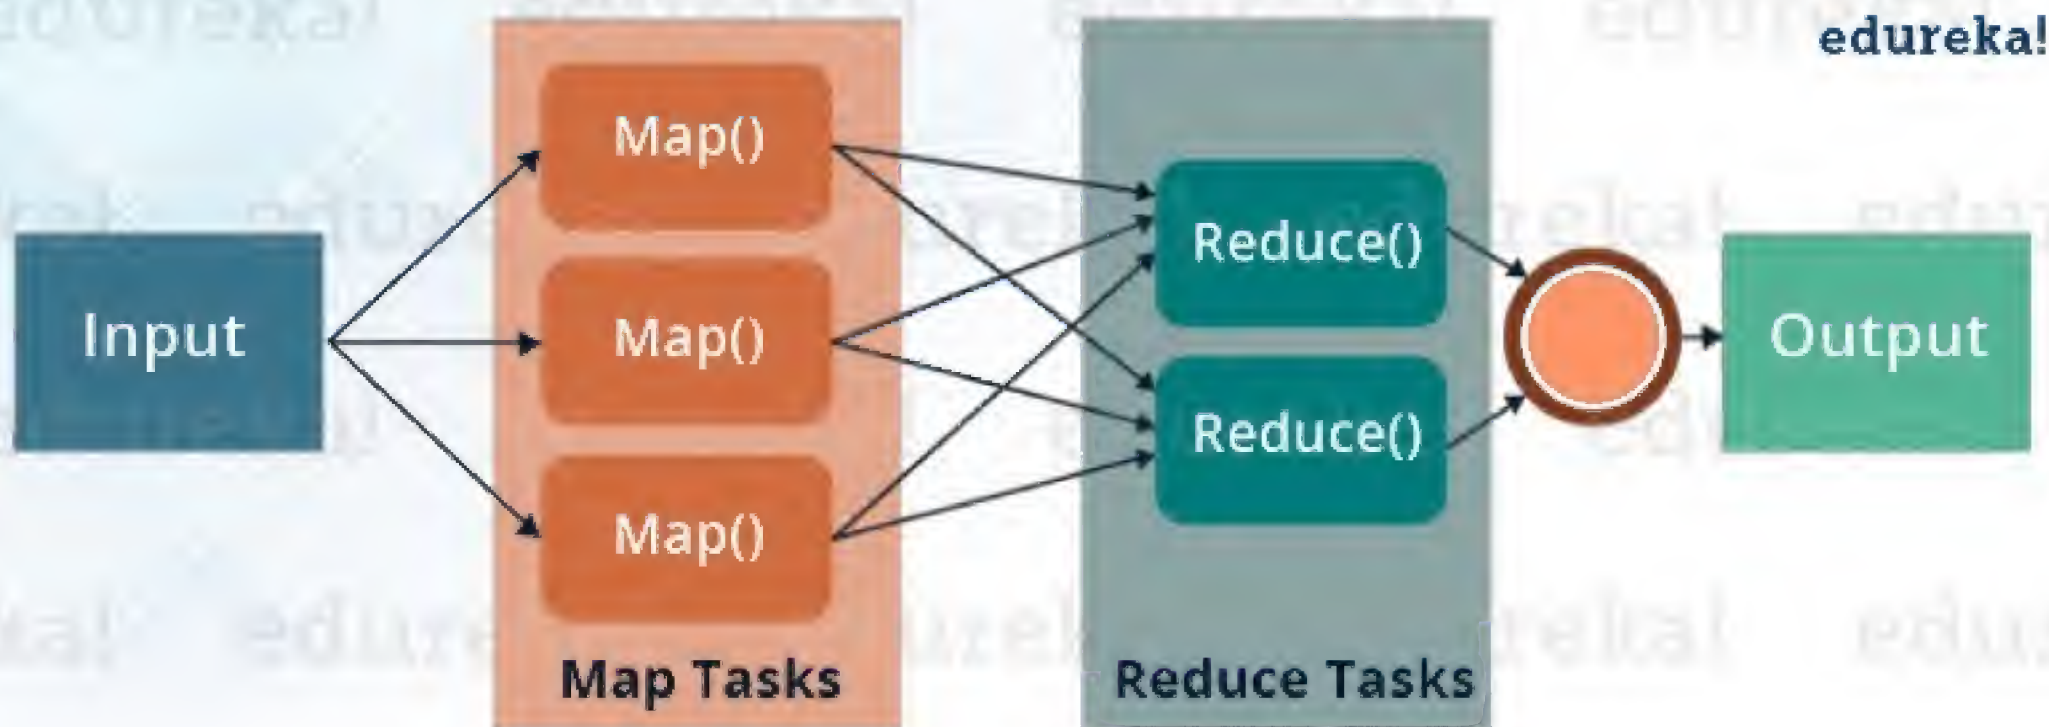 edureka!
Input
Map()
Map()
Map()
Map Tasks
Reduce()
Reduce()
Reduce Tasks
Output